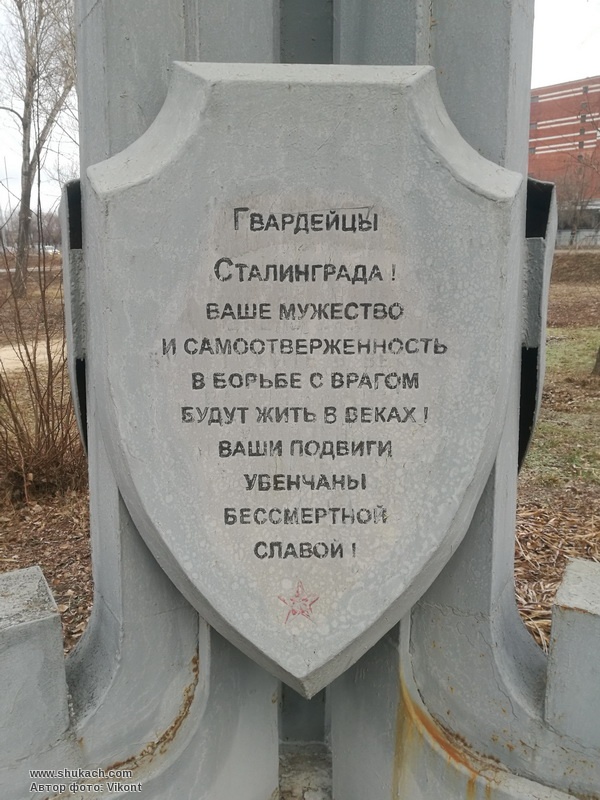 Гвардейцы
Сталинграда!
ваше мужество
и самоотверженность
в борьбе с врагом
будут жить в веках!
ваши подвиги
убенчаны
бессмертной
славой!
www.shukach.com
Автор фото: Vikont